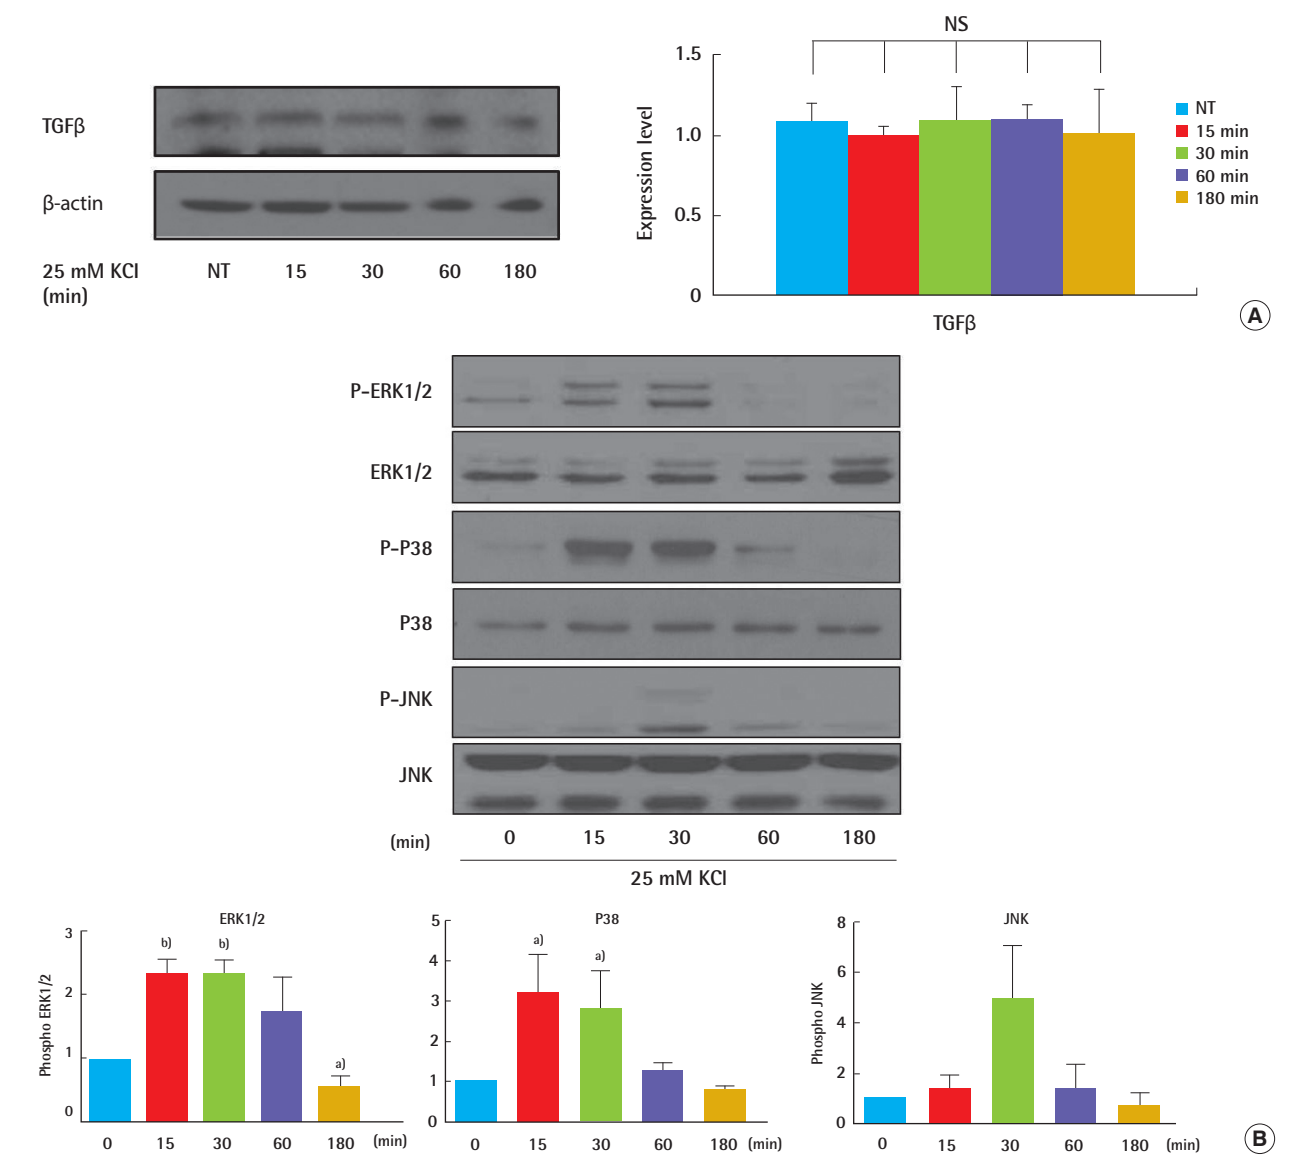 NS
1.5
1.0
0.5
0
Expression level
TGFβ
NT
15 min
30 min
60 min
180 min
TGFβ
β-actin
25 mM KCl NT 15 30 60 180
(min)
A
P-ERK1/2
ERK1/2
P-P38
P38
P-JNK
JNK
(min) 0 15 30 60 180
25 mM KCl
ERK1/2
Phospho ERK1/2
3
2
1
0
b) b) a)
0 15 30 60 180 (min)
P38
5
4
3
2
1
0
a) a)
0 15 30 60 180 (min)
JNK
Phospho JNK
8
6
4
2
0
0 15 30 60 180 (min)
B